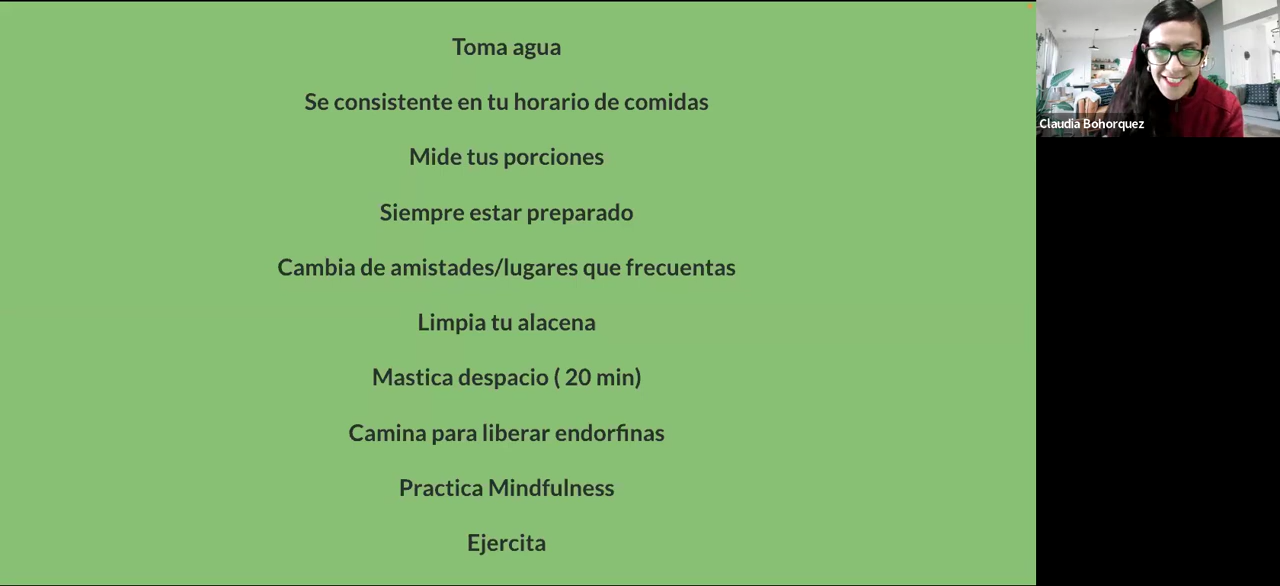 Toma agua
Se consistente en tu horario de comidas
Mide tus porciones
Siempre estar preparado
Cambia de amistades/lugares que frecuentas
Limpia tu alacena
Mastica despacio ( 20 min)
Camina para liberar endorfinas
Practica Mindfulness
Ejercita
Claudia Bohorquez